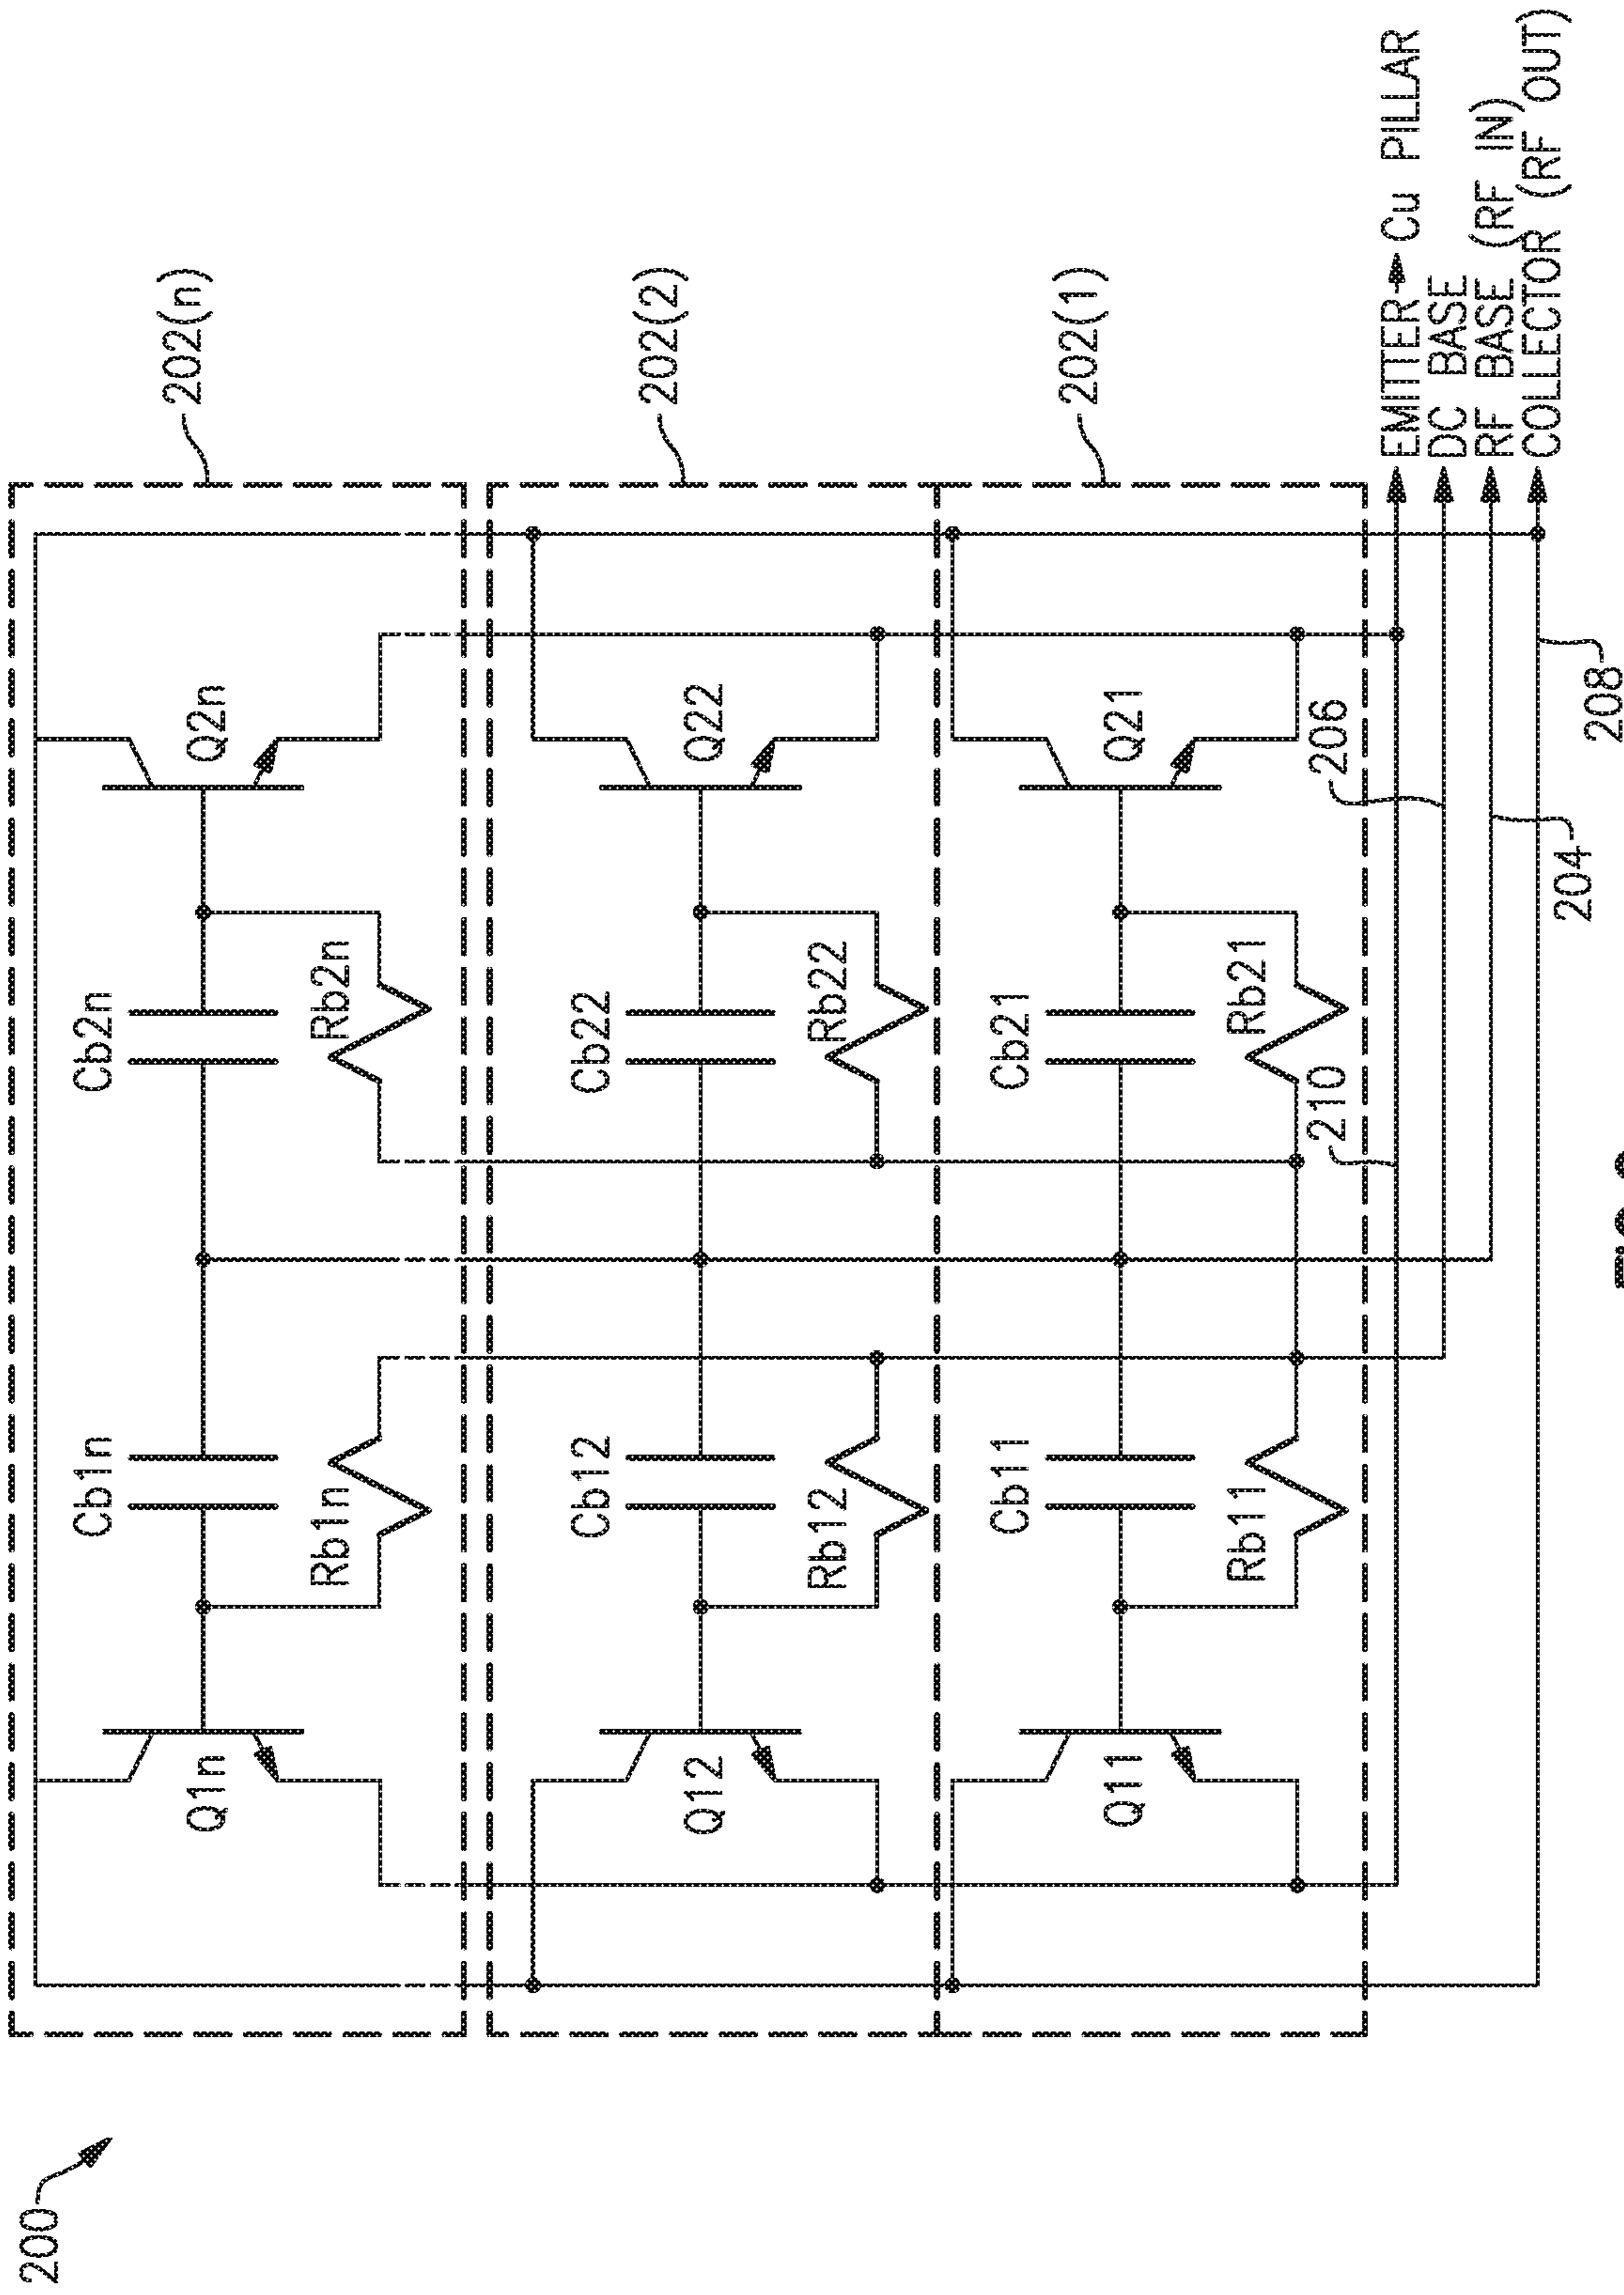 200
202(n)
202(2)
202(1)
Cb1n
Cb2n
Q1n
Q2n
Rb1n
Rb2n
Cb12
Cb22
Q12
Q22
Rb12
Rb22
Cb11
Cb21
Q11
Q21
Rb11
Rb21
210
206
EMITTER Cu PILLAR
DC BASE
RF BASE (RF IN)
COLLECTOR (RF OUT)
204
208